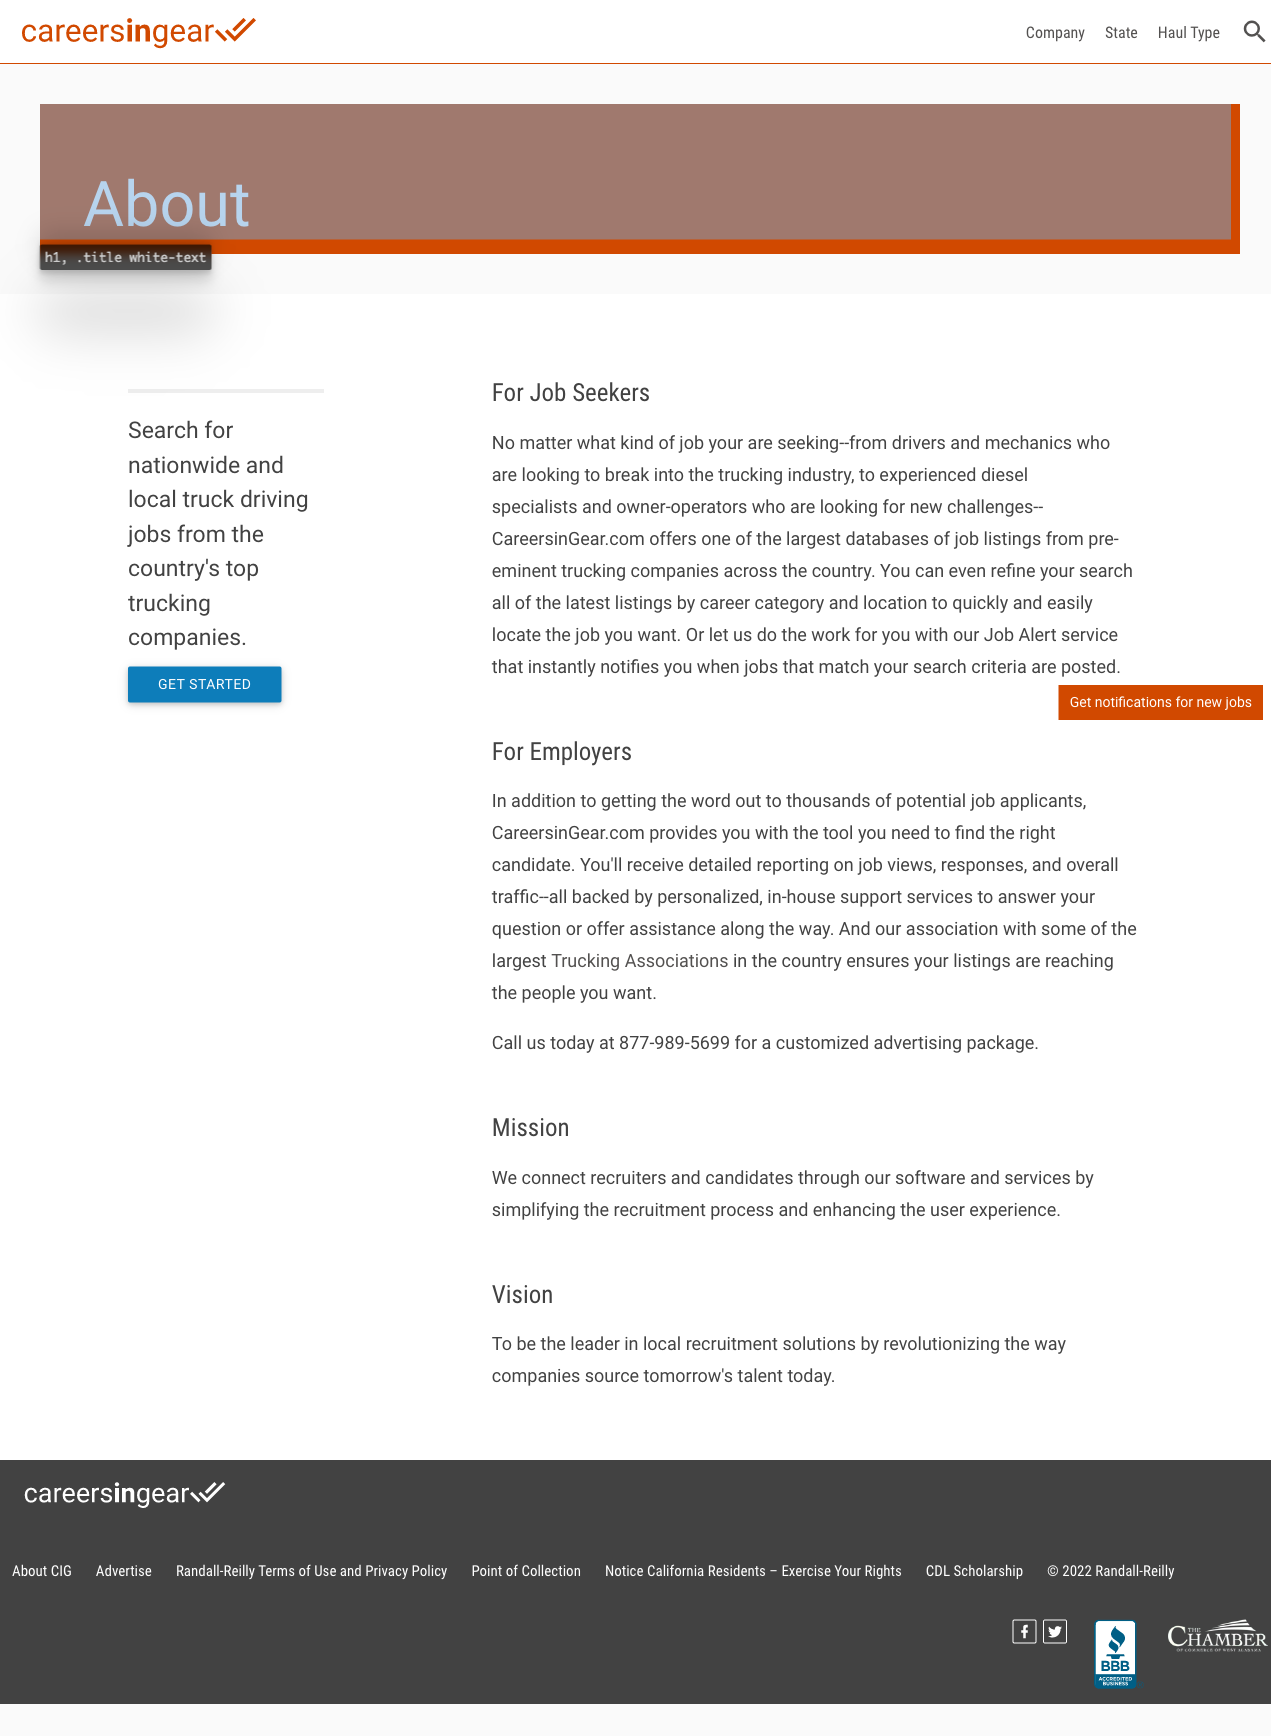 careersingear
Company State Haul Type
About
h1, .title white-text
Search for
nationwide and
local truck driving
jobs from the
country's top
trucking
companies.
GET STARTED
For Job Seekers
No matter what kind of job your are seeking--from drivers and mechanics who
are looking to break into the trucking industry, to experienced diesel
specialists and owner-operators who are looking for new challenges--
CareersinGear.com offers one of the largest databases of job listings from pre-
eminent trucking companies across the country. You can even refine your search
all of the latest listings by career category and location to quickly and easily
locate the job you want. Or let us do the work for you with our Job Alert service
that instantly notifies you when jobs that match your search criteria are posted.
Get notifications for new jobs
For Employers
In addition to getting the word out to thousands of potential job applicants,
CareersinGear.com provides you with the tool you need to find the right
candidate. You'll receive detailed reporting on job views, responses, and overall
traffic--all backed by personalized, in-house support services to answer your
question or offer assistance along the way. And our association with some of the
largest Trucking Associations in the country ensures your listings are reaching
the people you want.
Call us today at 877-989-5699 for a customized advertising package.
Mission
We connect recruiters and candidates through our software and services by
simplifying the recruitment process and enhancing the user experience.
Vision
To be the leader in local recruitment solutions by revolutionizing the way
companies source tomorrow's talent today.
careersingear
About CIG Advertise Randall-Reilly Terms of Use and Privacy Policy Point of Collection Notice California Residents – Exercise Your Rights CDL Scholarship © 2022 Randall-Reilly
BBB
ACCREDITED
BUSINESS
THE
CHAMBER
OF COMMERCE OF WEST ALABAMA